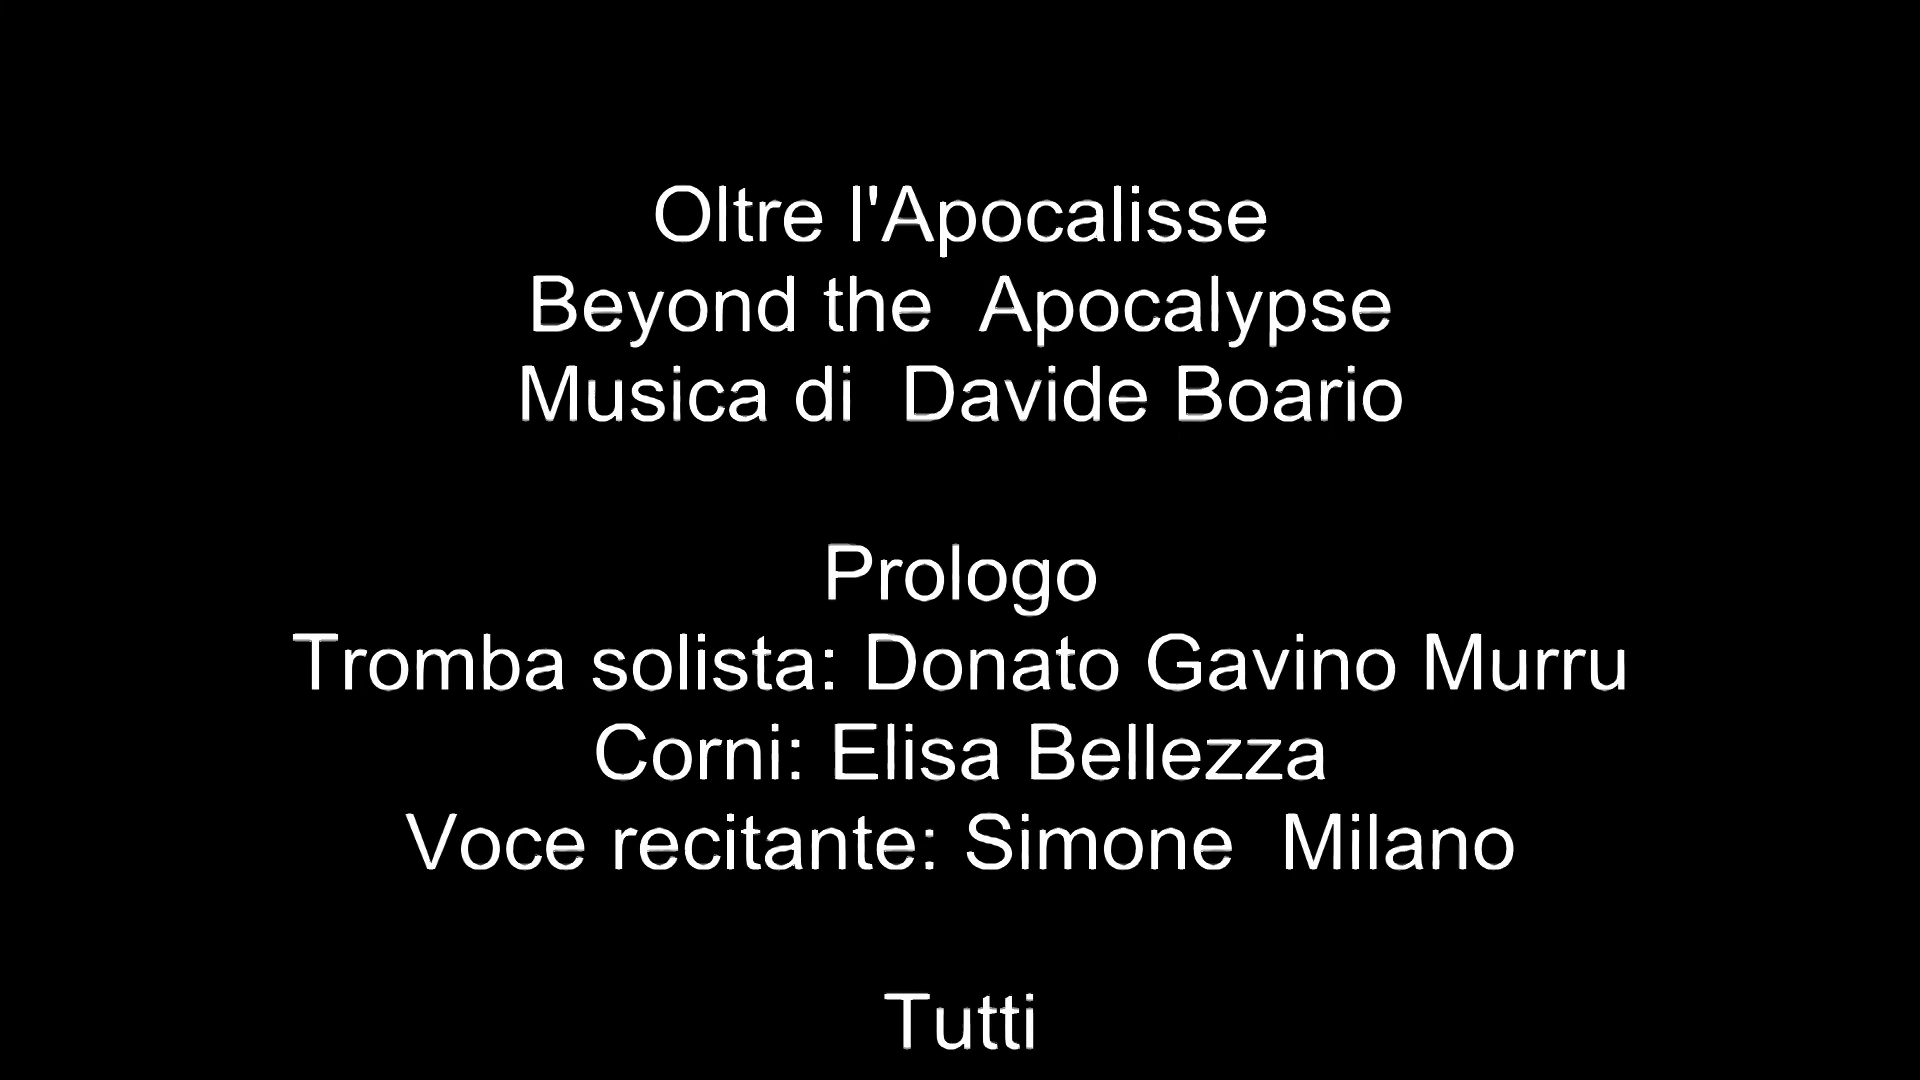 Oltre l'Apocalisse
Beyond the  Apocalypse
Musica di  Davide Boario
Prologo
Tromba solista: Donato Gavino Murru
Corni: Elisa Bellezza
Voce recitante: Simone  Milano
Tutti